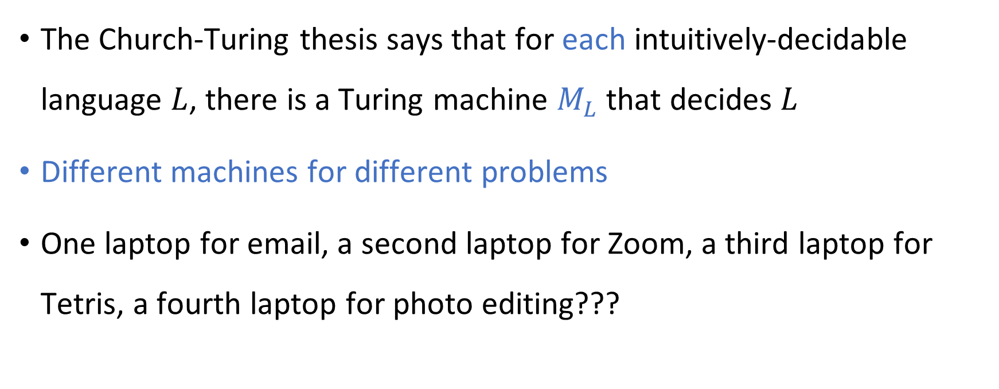 • The Church-Turing thesis says that for each intuitively-decidable
language L, there is a Turing machine M_L that decides L
• Different machines for different problems
• One laptop for email, a second laptop for Zoom, a third laptop for
Tetris, a fourth laptop for photo editing???